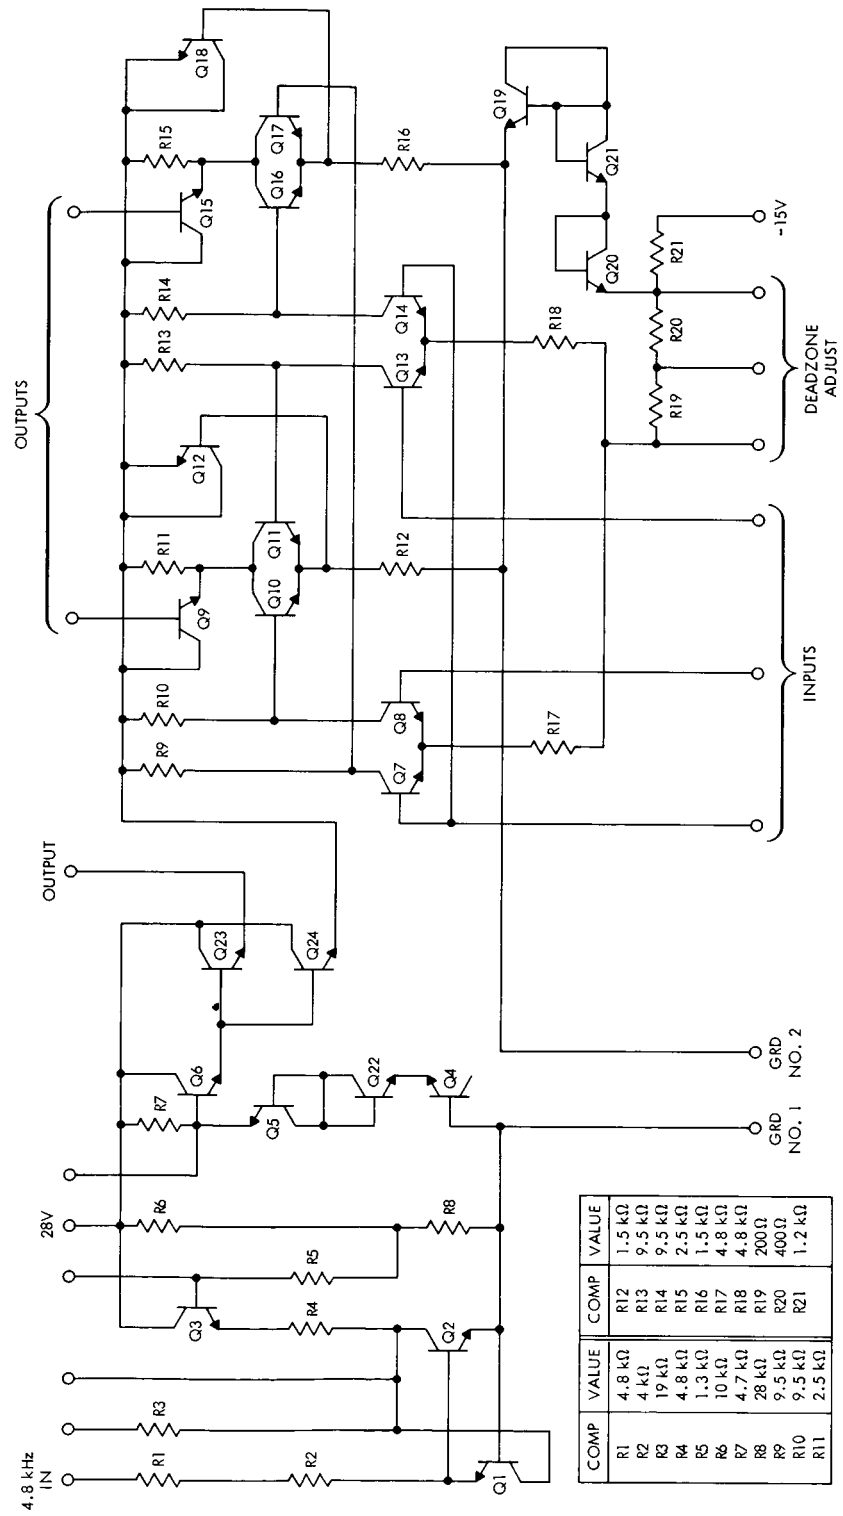 OUTPUTS
Q18
R15
Q15
Q16
Q17
R14
R13
Q12
R11
Q9
Q10
Q11
R10
R9
R16
Q19
Q21
Q20
R21
-15V
Q14
Q13
R18
R20
R19
DEADZONE
ADJUST
R12
Q8
Q7
R17
INPUTS
OUTPUT
Q23
Q24
Q6
R7
Q5
Q22
Q4
28V
R6
R8
R5
Q3
R4
Q2
R3
4.8 kHz
IN
R1
R2
Q1
GRD
NO. 2
GRD
NO. 1
COMP VALUE COMP VALUE
R1 4.8 kΩ R12 1.5 kΩ
R2 4 kΩ R13 9.5 kΩ
R3 19 kΩ R14 9.5 kΩ
R4 4.8 kΩ R15 2.5 kΩ
R5 1.3 kΩ R16 1.5 kΩ
R6 10 kΩ R17 4.8 kΩ
R7 4.7 kΩ R18 4.8 kΩ
R8 28 kΩ R19 200Ω
R9 9.5 kΩ R20 400Ω
R10 9.5 kΩ R21 1.2 kΩ
R11 2.5 kΩ